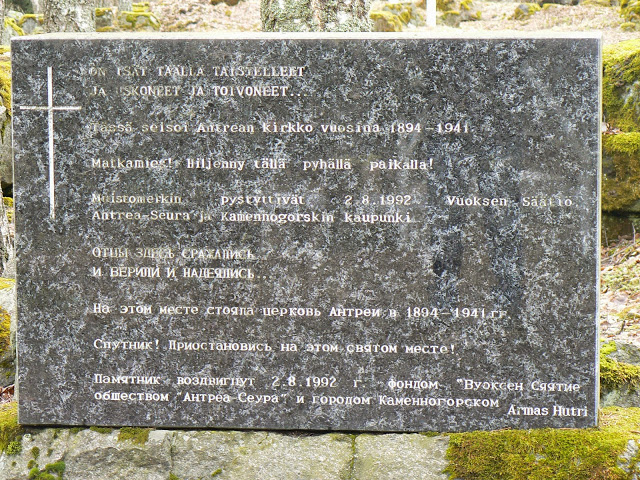 ON ISÄT TÄÄLLÄ TAISTELLEET
JA USKONEET JA TOIVONEET...
Tässä seisoi Antrean kirkko vuosina 1894-1941.
Matkamies! Hiljenny tällä pyhällä paikalla!
Muistomerkin pystyttivät 2.8.1992 Vuoksen Säätiö
Antrea-Seura ja Kamennogorskin kaupunki.
ОТЦЫ ЗДЕСЬ СРАЖАЛИСЬ
И ВЕРИЛИ И НАДЕЯЛИСЬ...
На этом месте стояла церковь Антреи в 1894-1941.гг.
Спутник! Приостановись на этом святом месте!
Памятник воздвигнут 2.8.1992 г. фондом "Вуоксен Сяятие
обществом "Антреа-Сеура" и городом Каменногорском
Armas Hutri